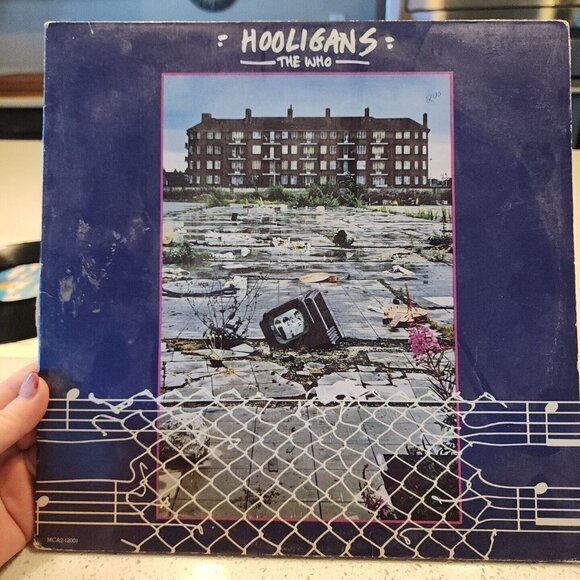 : HOOLIGANS :
THE WHO
MCA2-12001